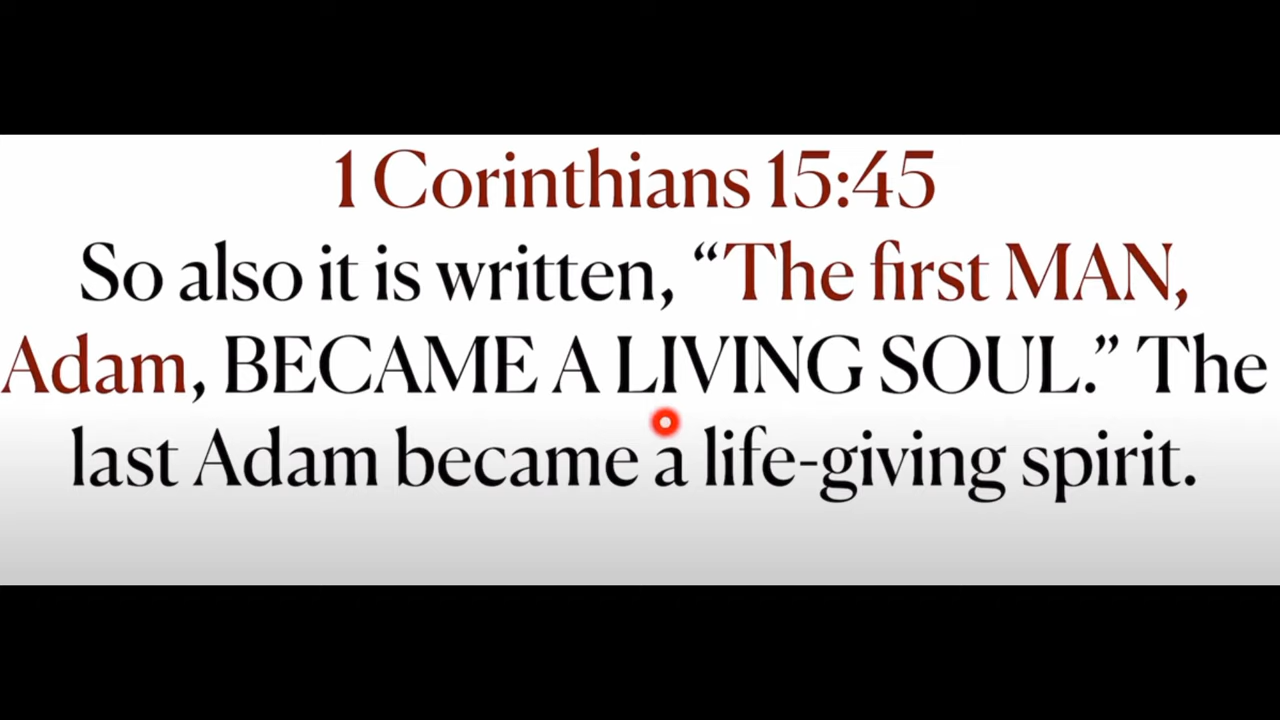 1 Corinthians 15:45
So also it is written, “The first MAN,
Adam, BECAME A LIVING SOUL.” The
last Adam became a life-giving spirit.